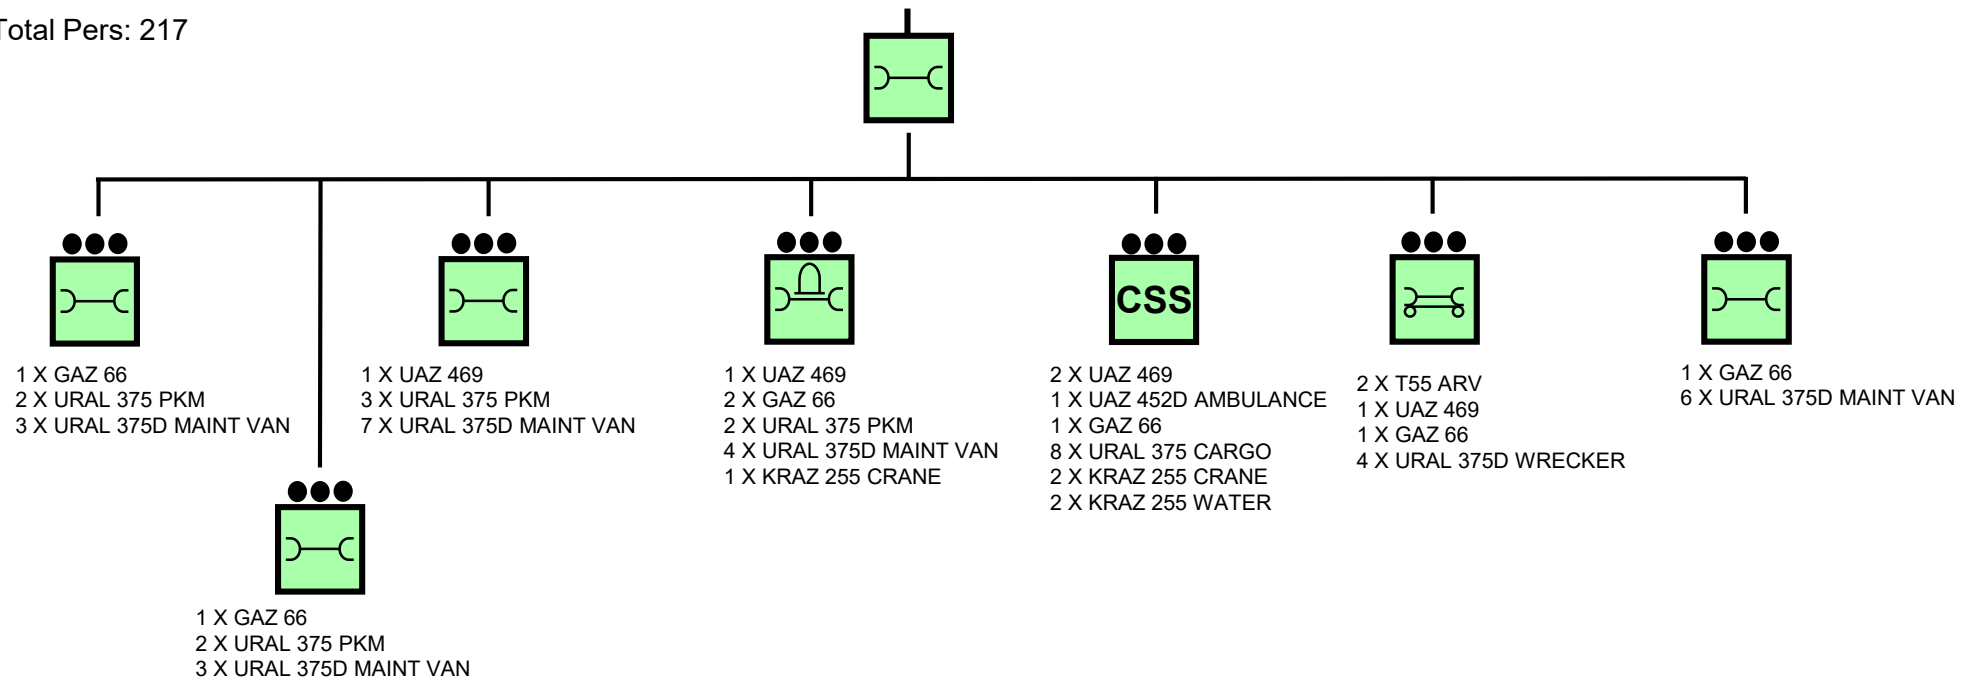 Total Pers: 217
1 X GAZ 66
2 X URAL 375 PKM
3 X URAL 375D MAINT VAN
1 X GAZ 66
2 X URAL 375 PKM
3 X URAL 375D MAINT VAN
1 X UAZ 469
3 X URAL 375 PKM
7 X URAL 375D MAINT VAN
1 X UAZ 469
2 X GAZ 66
2 X URAL 375 PKM
4 X URAL 375D MAINT VAN
1 X KRAZ 255 CRANE
CSS
2 X UAZ 469
1 X UAZ 452D AMBULANCE
1 X GAZ 66
8 X URAL 375 CARGO
2 X KRAZ 255 CRANE
2 X KRAZ 255 WATER
2 X T55 ARV
1 X UAZ 469
1 X GAZ 66
4 X URAL 375D WRECKER
1 X GAZ 66
6 X URAL 375D MAINT VAN